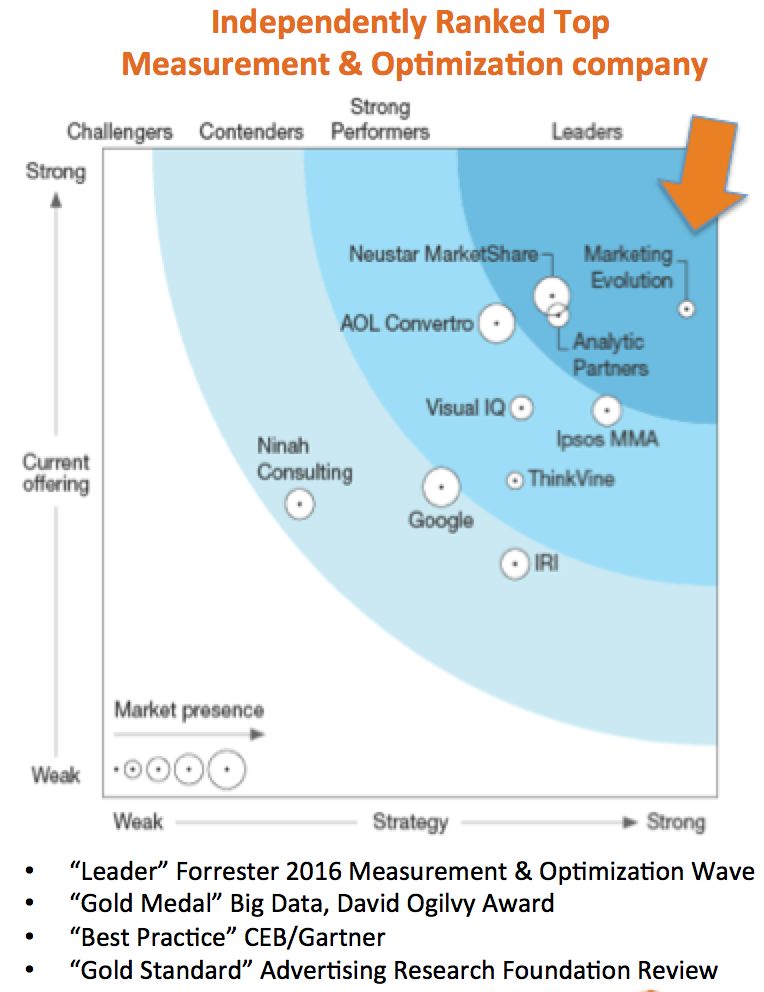 Independently Ranked Top
Measurement & Optimization company
Strong
Challengers Contenders Performers Leaders
Strong
Neustar MarketShare
Marketing
Evolution
AOL Convertro
Analytic
Partners
Visual IQ
Ipsos MMA
Ninah
Consulting
Current
offering
ThinkVine
Google
IRI
Market presence
Weak
Weak Strategy Strong
• “Leader” Forrester 2016 Measurement & Optimization Wave
• “Gold Medal” Big Data, David Ogilvy Award
• “Best Practice” CEB/Gartner
• “Gold Standard” Advertising Research Foundation Review